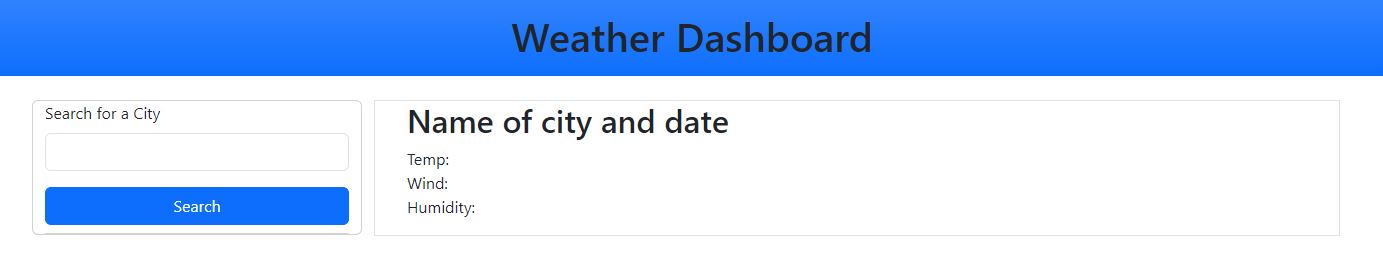 Weather Dashboard
Search for a City
Search
Name of city and date
Temp:
Wind:
Humidity: